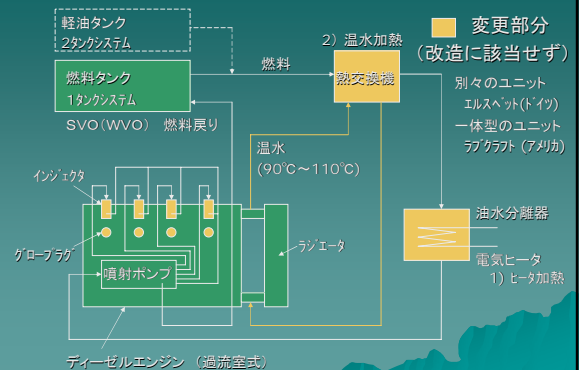 軽油タンク
2ﾀﾝｸｼｽﾃﾑ
燃料タンク
1ﾀﾝｸｼｽﾃﾑ
SVO(WVO) 燃料戻り
燃料
2) 温水加熱
熱交換機
変更部分
(改造に該当せず)
別々のユニット
ｴﾙｽﾍﾞｯﾄ(ﾄﾞｲﾂ)
一体型のユニット
ﾗﾌﾞｸﾗﾌﾄ (ｱﾒﾘｶ)
温水
(90℃～110℃)
ｲﾝｼﾞｪｸﾀ
ｸﾞﾛｰﾌﾟﾗｸﾞ
噴射ポンプ
ﾗｼﾞｴｰﾀ
油水分離器
電気ヒータ
1) ﾋｰﾀ加熱
ディーゼルエンジン (過流室式)